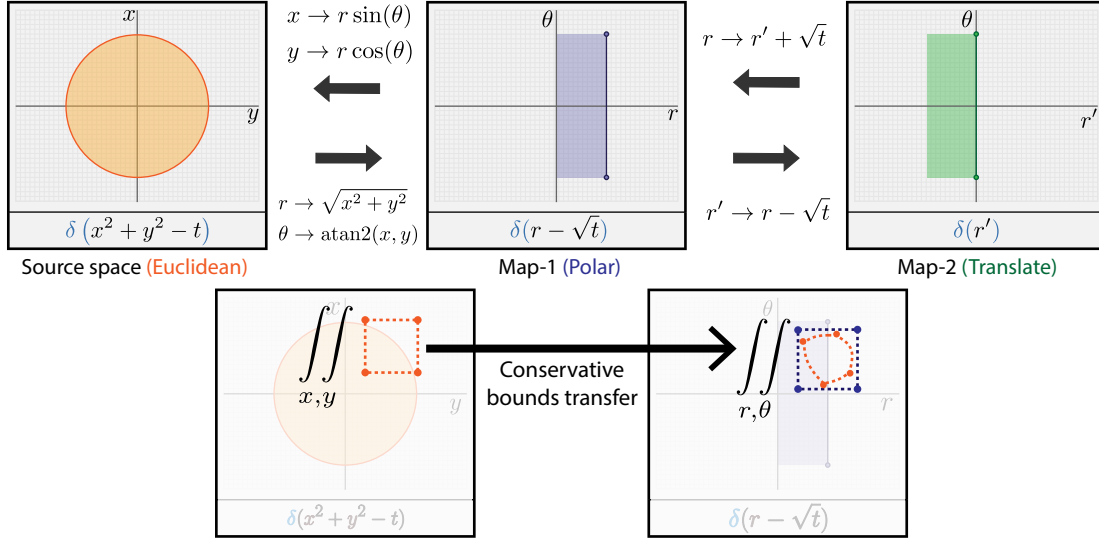 x
y
δ (x² + y² − t)
Source space (Euclidean)
x → r sin(θ)
y → r cos(θ)
r → √(x² + y²)
θ → atan2(x, y)
θ
r
δ(r − √t)
Map-1 (Polar)
r → r′ + √t
r′ → r − √t
θ
r′
δ(r′)
Map-2 (Translate)
x
∬
x,y
y
δ(x² + y² − t)
Conservative
bounds transfer
θ
∬
r,θ
r
δ(r − √t)